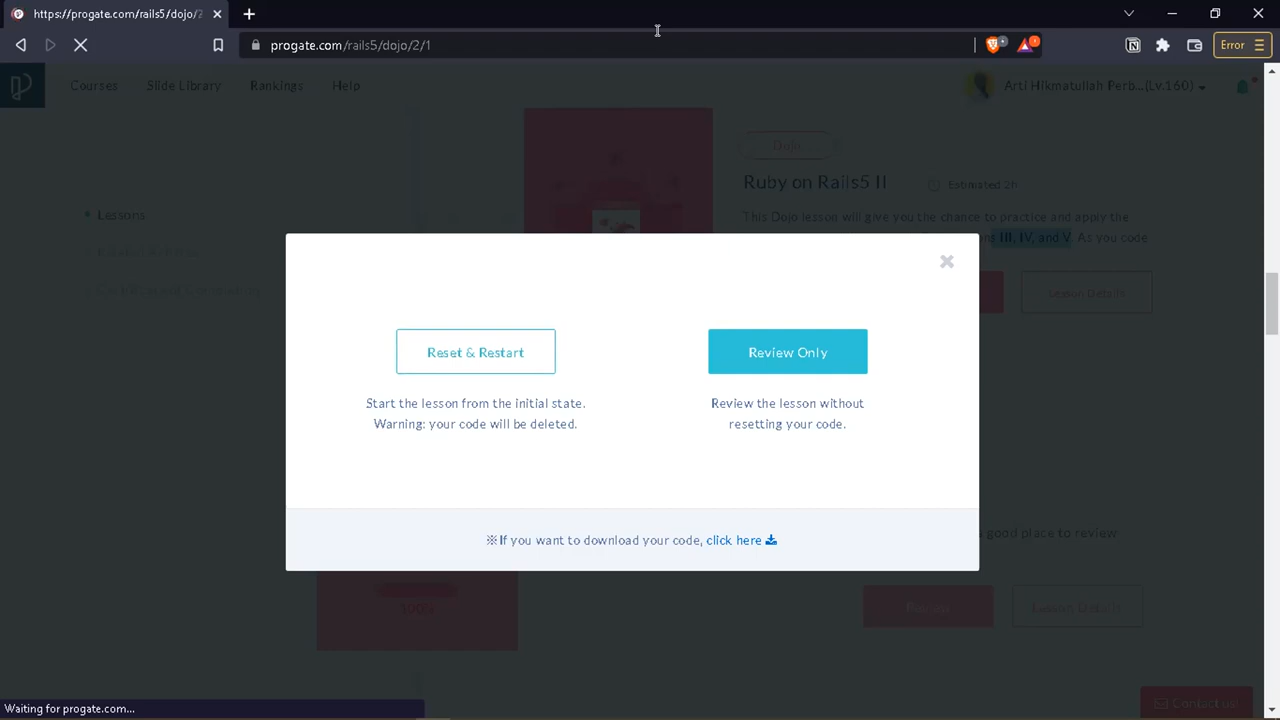 https://progate.com/rails5/dojo/2
progate.com/rails5/dojo/2/1
Error
Courses
Slide Library
Rankings
Help
Arti Hikmatullah Perb...(Lv.160)
Dojo
Ruby on Rails5 II
Estimated 2h
Lessons
This Dojo lesson will give you the chance to practice and apply the
III, IV, and V. As you code
Lesson Details
Reset & Restart
Start the lesson from the initial state.
Warning: your code will be deleted.
Review Only
Review the lesson without
resetting your code.
※If you want to download your code, click here
good place to review
100%
Review
Lesson Details
Contact us
Waiting for progate.com...